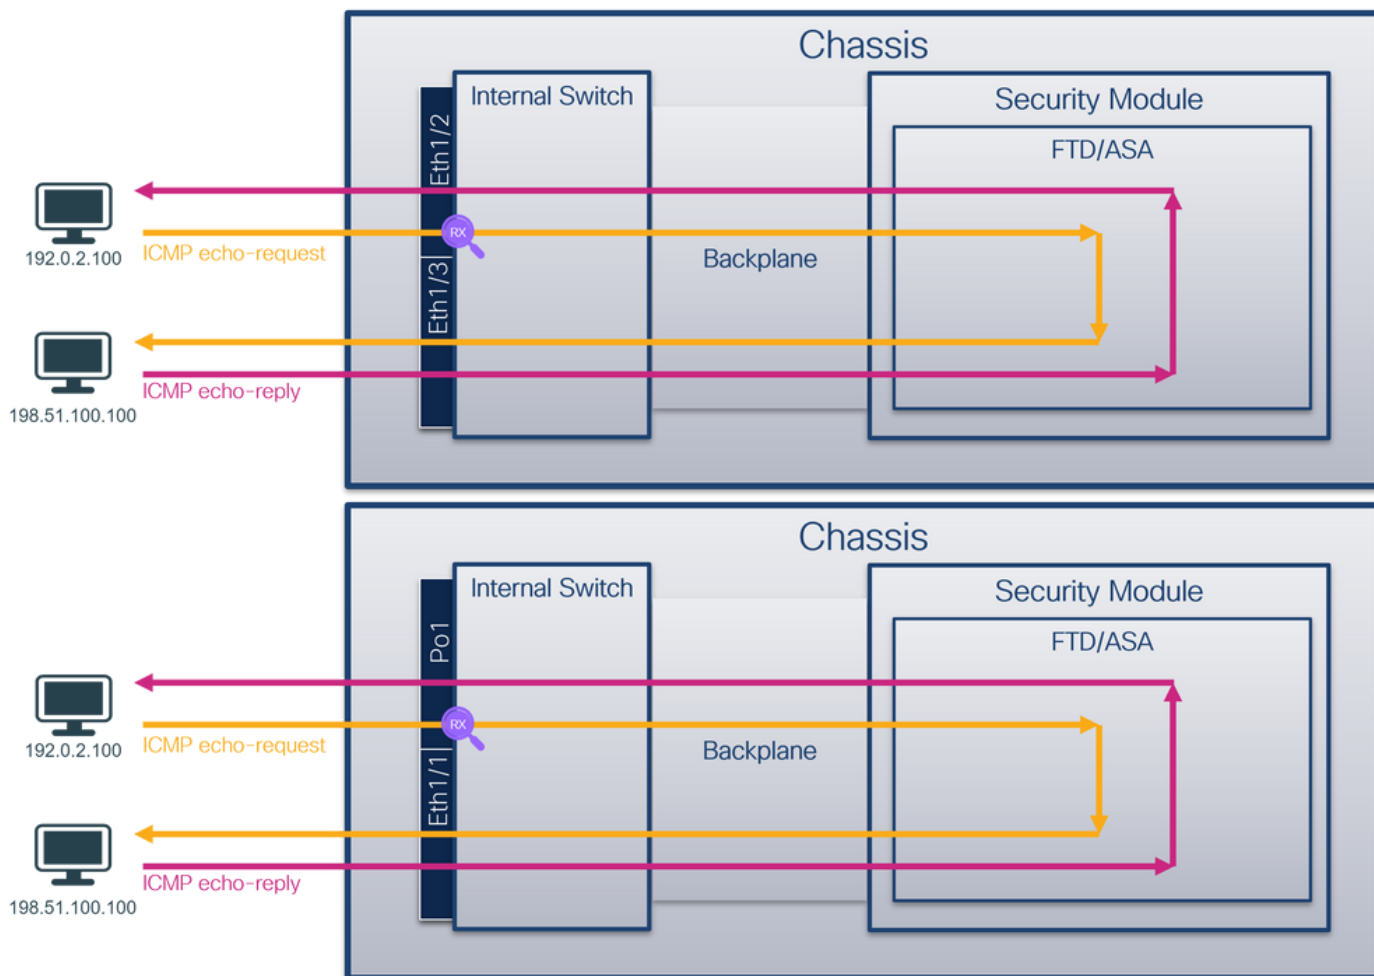 Chassis
Internal Switch
Security Module
FTD/ASA
Eth1/2
RX
192.0.2.100
ICMP echo-request
Backplane
Eth1/3
198.51.100.100
ICMP echo-reply
Chassis
Internal Switch
Security Module
FTD/ASA
Po1
RX
192.0.2.100
ICMP echo-request
Backplane
Eth1/1
198.51.100.100
ICMP echo-reply